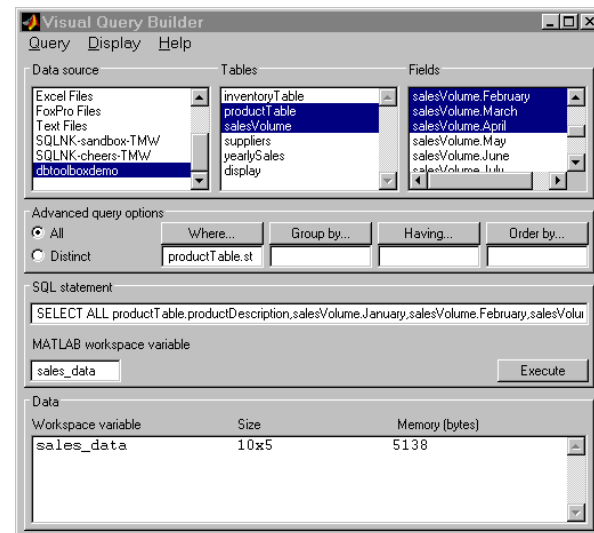 Visual Query Builder
Query Display Help
Data source
Tables
Fields
Excel Files
FoxPro Files
Text Files
SQLNK-sandbox-TMW
SQLNK-cheers-TMW
dbtoolboxdemo
inventoryTable
productTable
salesVolume
suppliers
yearlySales
display
salesVolume.February
salesVolume.March
salesVolume.April
salesVolume.May
salesVolume.June
salesVolume.July
Advanced query options
All
Distinct
Where...
Group by...
Having...
Order by...
productTable.st
SQL statement
SELECT ALL productTable.productDescription,salesVolume.January,salesVolume.February,salesVolu
MATLAB workspace variable
sales_data
Execute
Data
Workspace variable Size Memory (bytes)
sales_data 10x5 5138